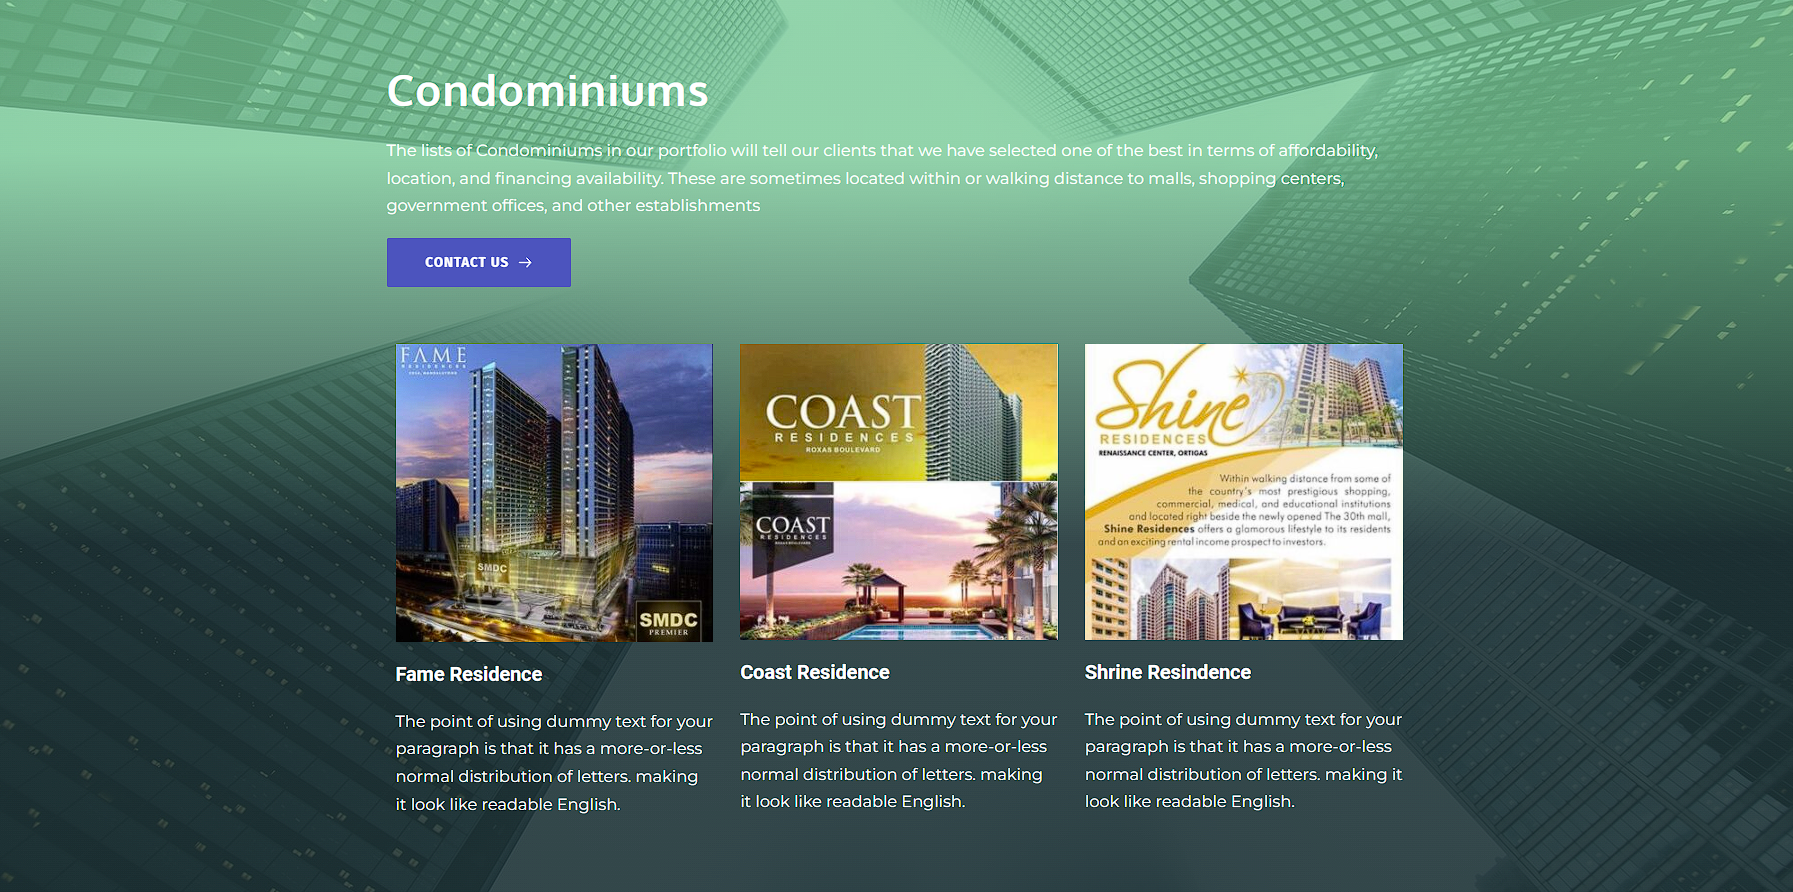 Condominiums
The lists of Condominiums in our portfolio will tell our clients that we have selected one of the best in terms of affordability,
location, and financing availability. These are sometimes located within or walking distance to malls, shopping centers,
government offices, and other establishments
CONTACT US
FAME
RESIDENCES
SMDC
SMDC
PREMIER
Fame Residence
The point of using dummy text for your
paragraph is that it has a more-or-less
normal distribution of letters. making
it look like readable English.
COAST
RESIDENCES
ROXAS BOULEVARD
COAST
RESIDENCES
ROXAS BOULEVARD
Coast Residence
The point of using dummy text for your
paragraph is that it has a more-or-less
normal distribution of letters. making
it look like readable English.
Shine
RESIDENCES
RENAISSANCE CENTER, ORTIGAS
Within walking distance from some of
the country's most prestigious shopping,
commercial, medical, and educational institutions
and located right beside the newly opened The 30th mall,
Shine Residences offers a glamorous lifestyle to its residents
and an exciting rental income prospect to investors.
Shrine Resindence
The point of using dummy text for your
paragraph is that it has a more-or-less
normal distribution of letters. making it
look like readable English.